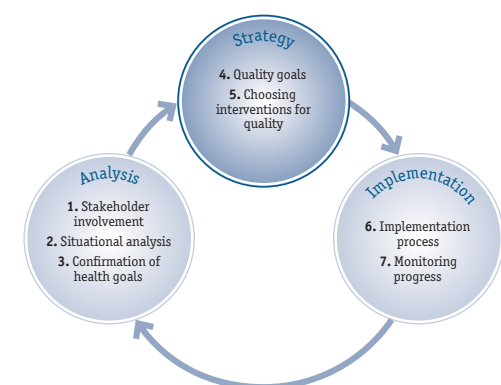 Strategy
4. Quality goals
5. Choosing
interventions for
quality
Analysis
1. Stakeholder
involvement
2. Situational analysis
3. Confirmation of
health goals
Implementation
6. Implementation
process
7. Monitoring
progress